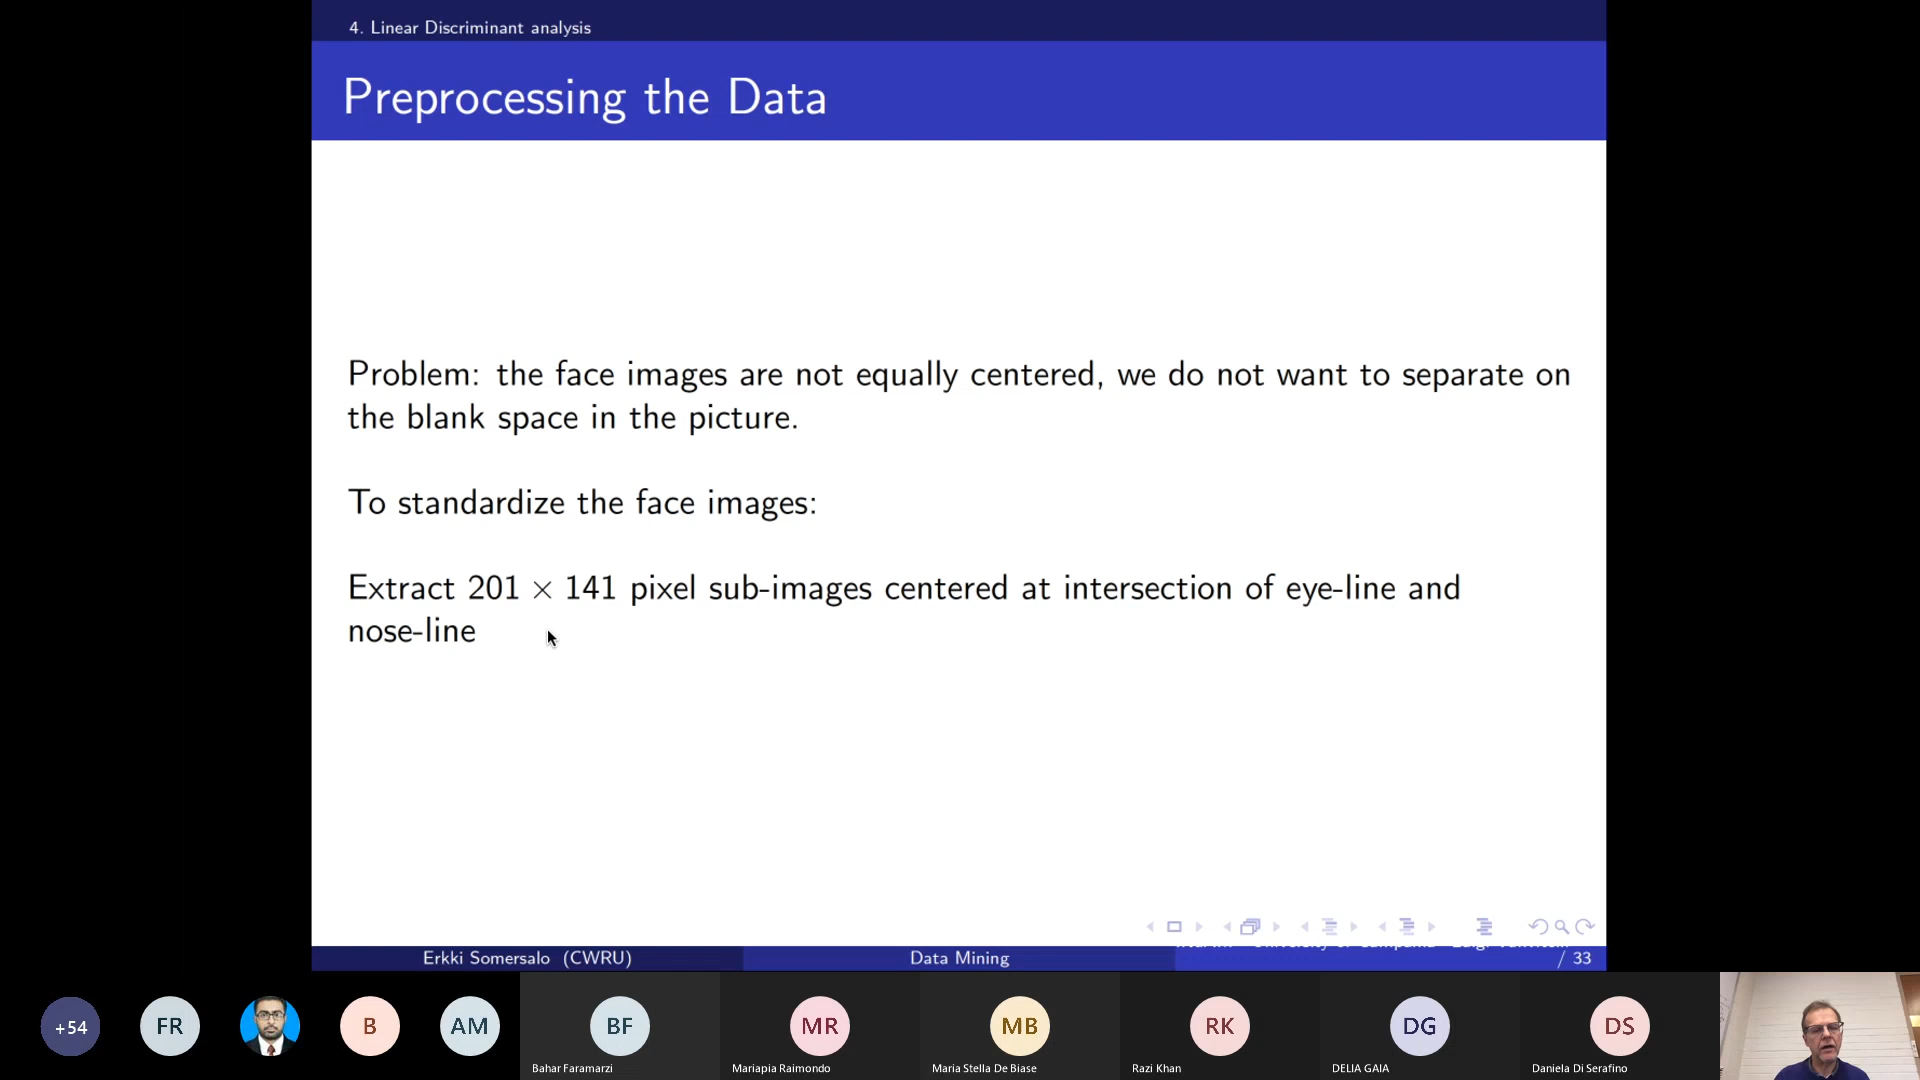 4. Linear Discriminant analysis
Preprocessing the Data
Problem: the face images are not equally centered, we do not want to separate on
the blank space in the picture.
To standardize the face images:
Extract 201 × 141 pixel sub-images centered at intersection of eye-line and
nose-line
Erkki Somersalo (CWRU)
Data Mining
/ 33
+54
FR
B
AM
BF
MR
MB
RK
DG
DS
Bahar Faramarzi
Mariapia Raimondo
Maria Stella De Biase
Razi Khan
DELIA GAIA
Daniela Di Serafino